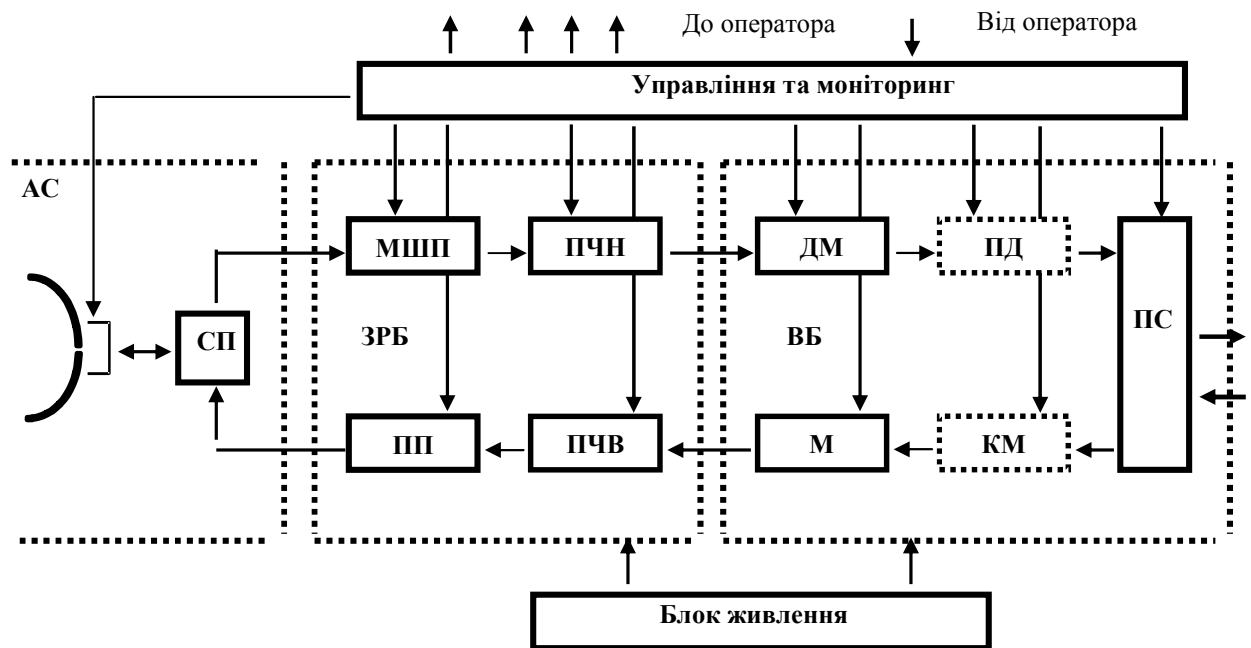 До оператора
Від оператора
Управління та моніторинг
АС
МШП
ПЧН
ДМ
ПД
СП
ЗРБ
ВБ
ПС
ПП
ПЧВ
М
КМ
Блок живлення